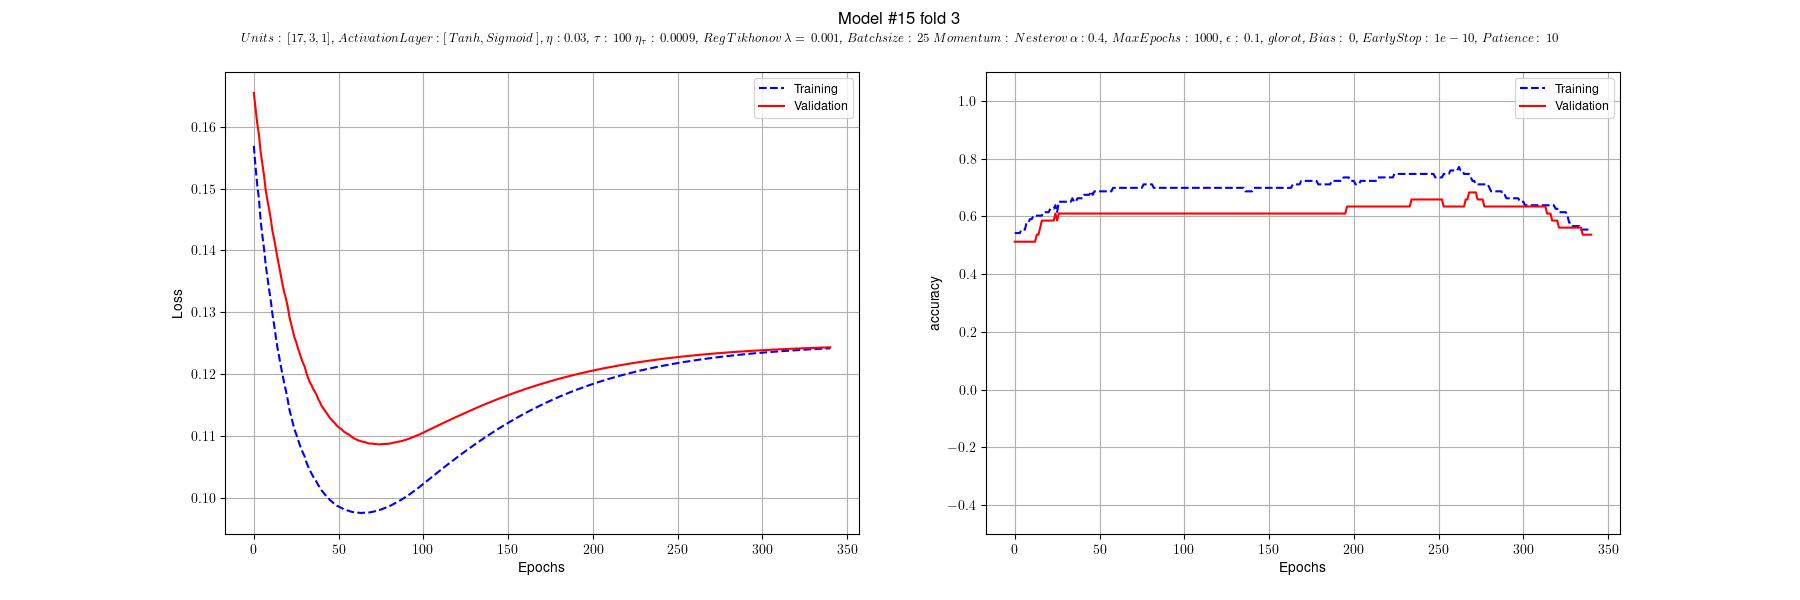 Model #15 fold 3
Units : [17, 3, 1], ActivationLayer : [ Tanh, Sigmoid ], η : 0.03, τ : 100 η_τ : 0.0009, Reg Tikhonov λ = 0.001, Batchsize : 25 Momentum : Nesterov α : 0.4, MaxEpochs : 1000, ϵ : 0.1, glorot, Bias : 0, EarlyStop : 1e − 10, Patience : 10
Training
Validation
0.16
0.15
0.14
0.13
0.12
0.11
0.10
Loss
0 50 100 150 200 250 300 350
Epochs
Training
Validation
1.0
0.8
0.6
0.4
0.2
0.0
−0.2
−0.4
accuracy
0 50 100 150 200 250 300 350
Epochs